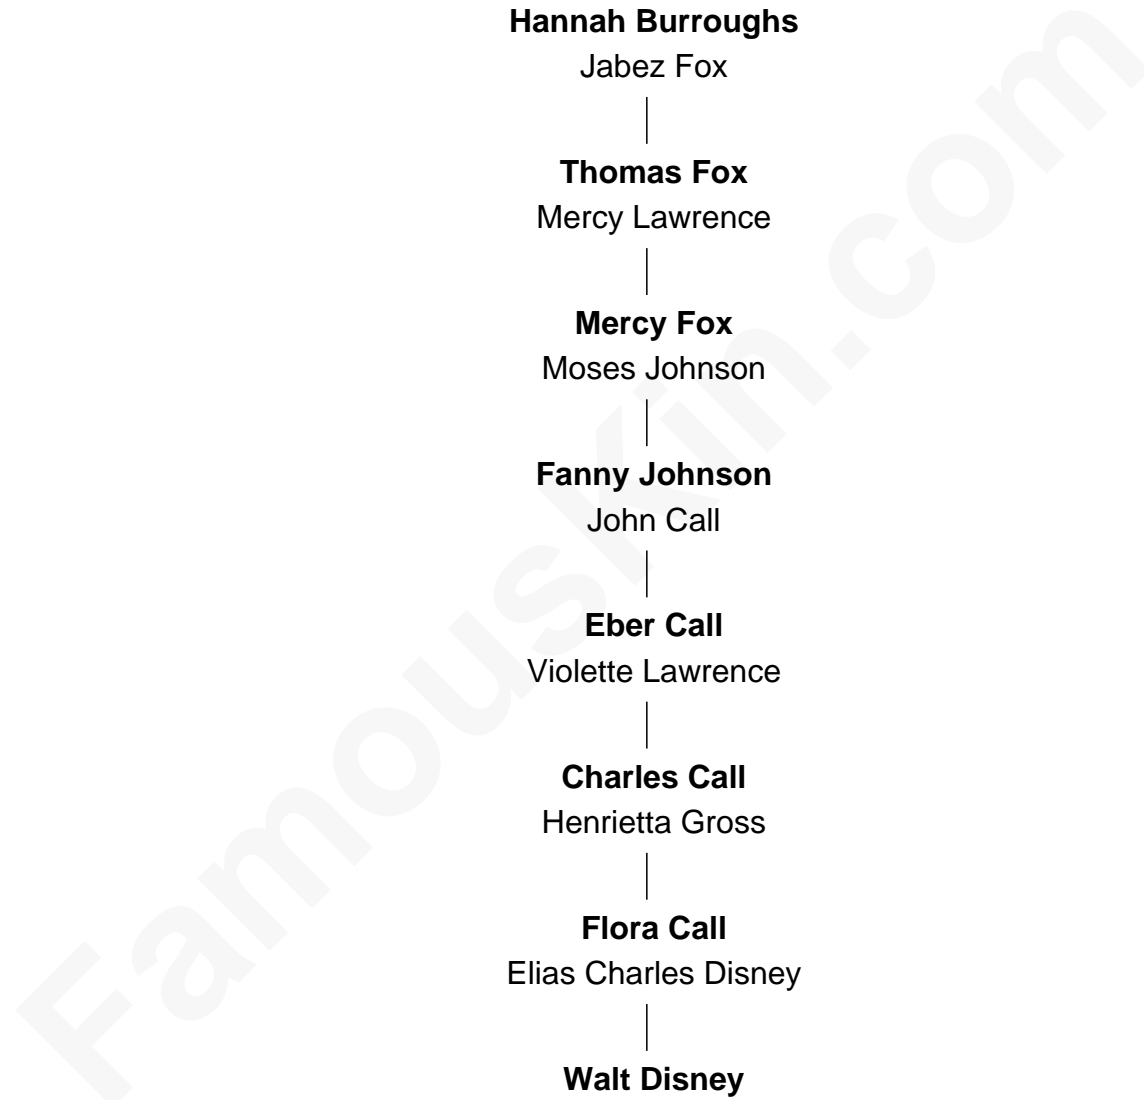 Hannah Burroughs
Jabez Fox
Thomas Fox
Mercy Lawrence
Mercy Fox
Moses Johnson
Fanny Johnson
John Call
Eber Call
Violette Lawrence
Charles Call
Henrietta Gross
Flora Call
Elias Charles Disney
Walt Disney
FamousKin.com